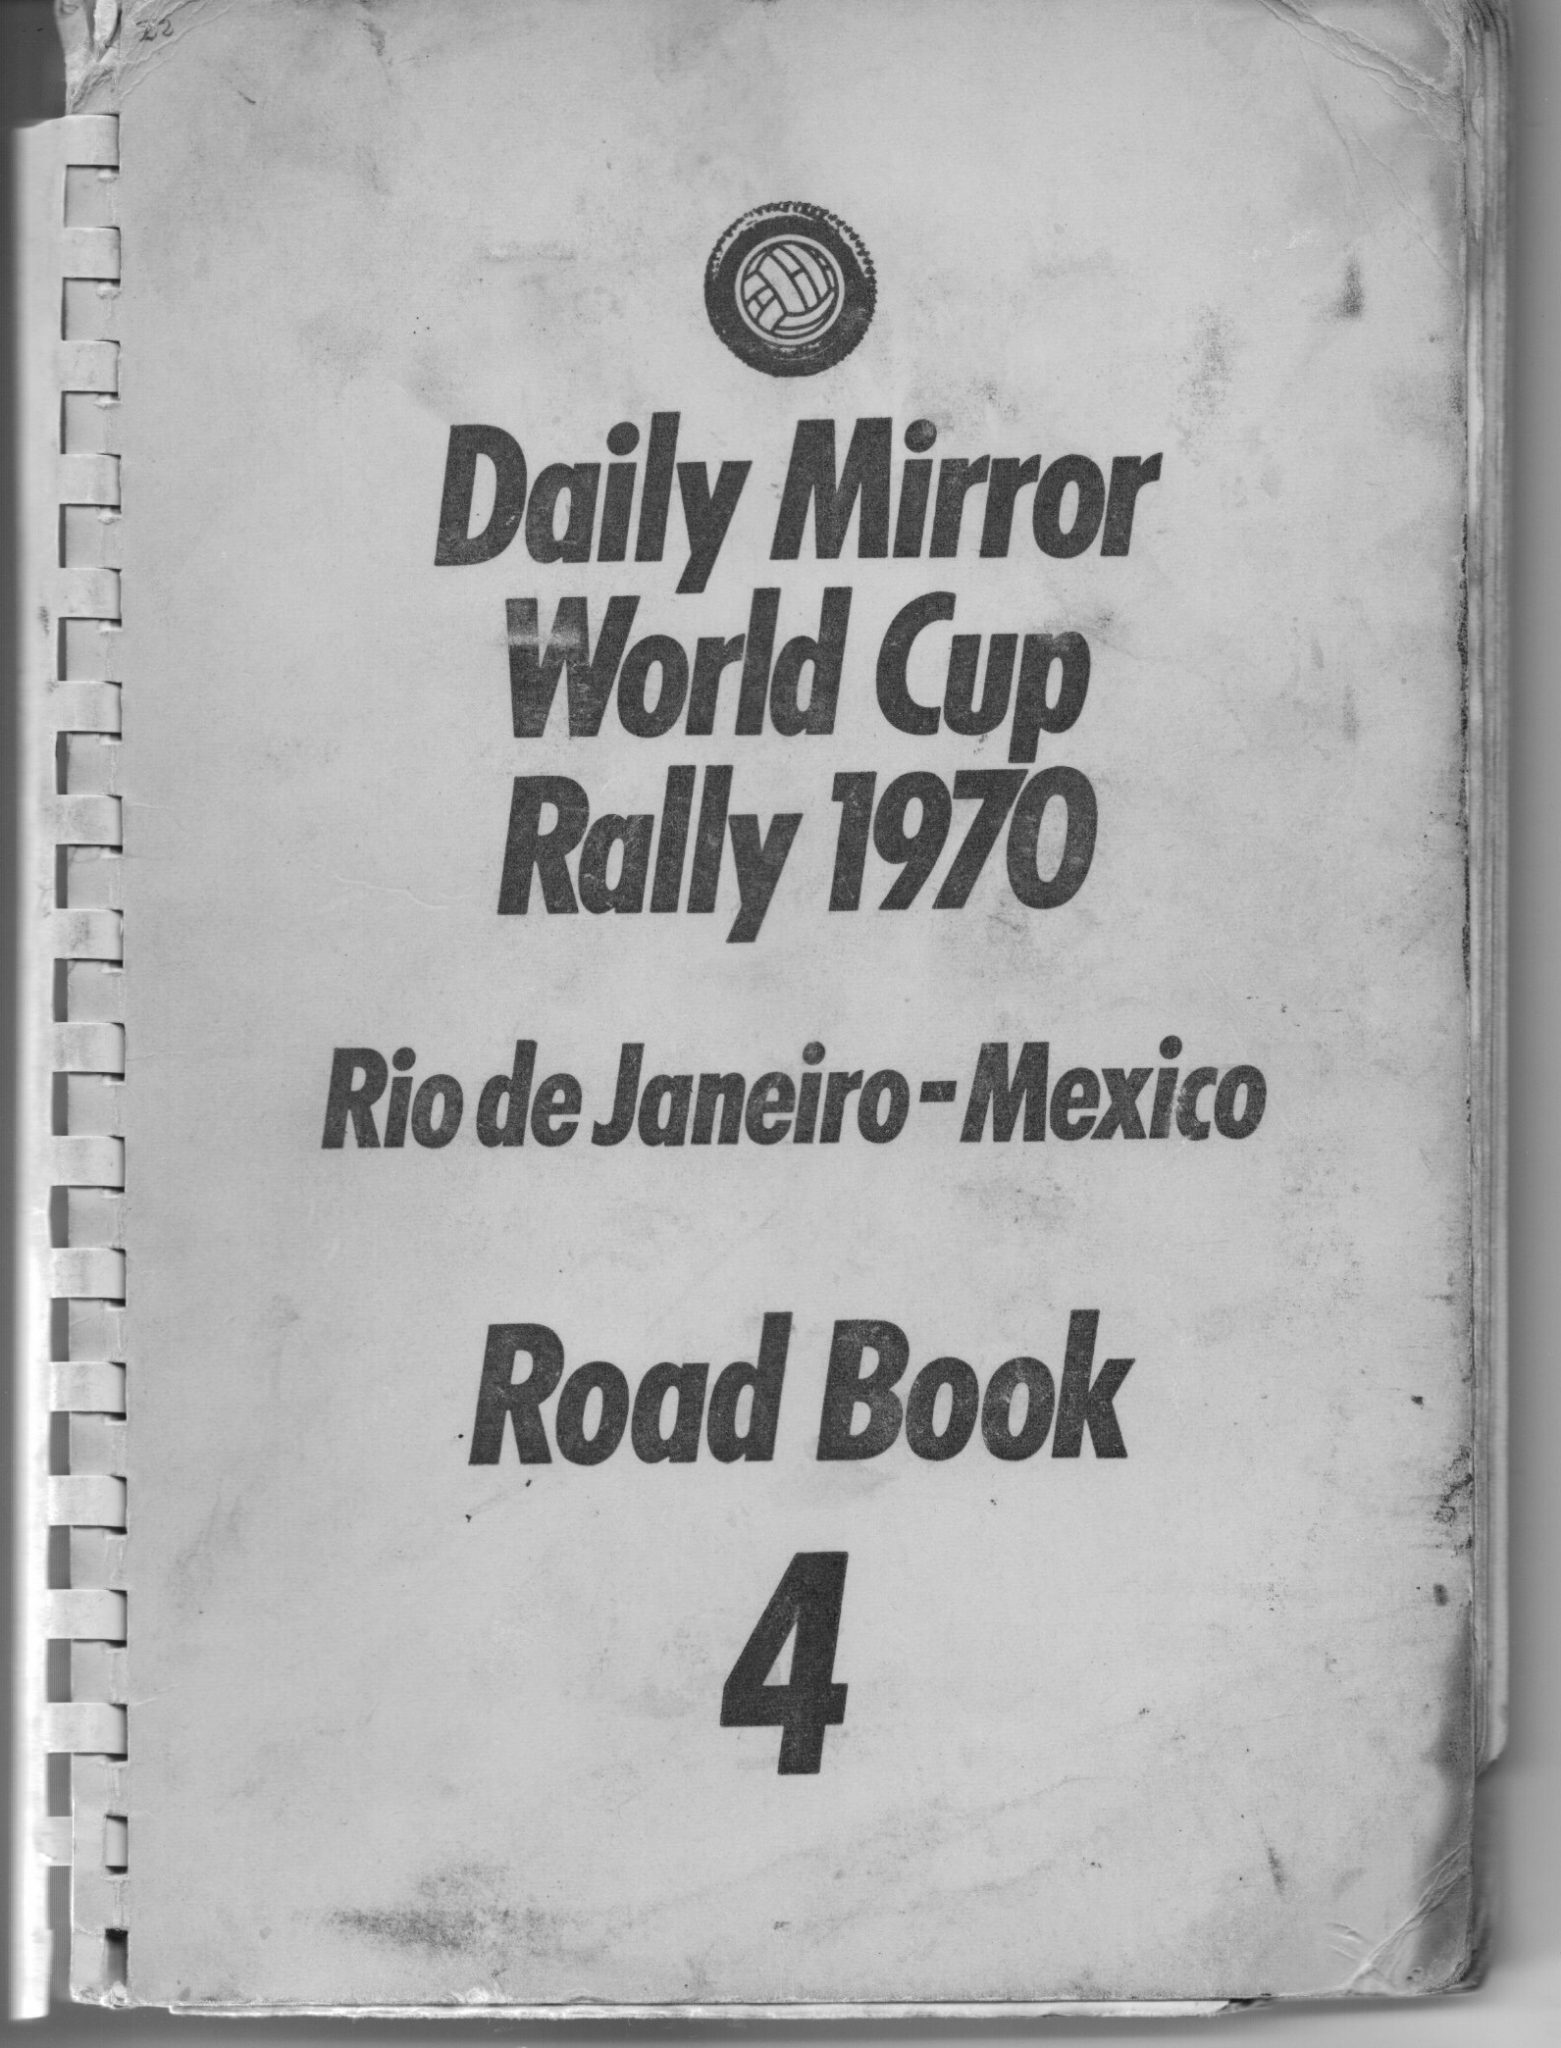 Daily Mirror
World Cup
Rally 1970
Rio de Janeiro-Mexico
Road Book
4